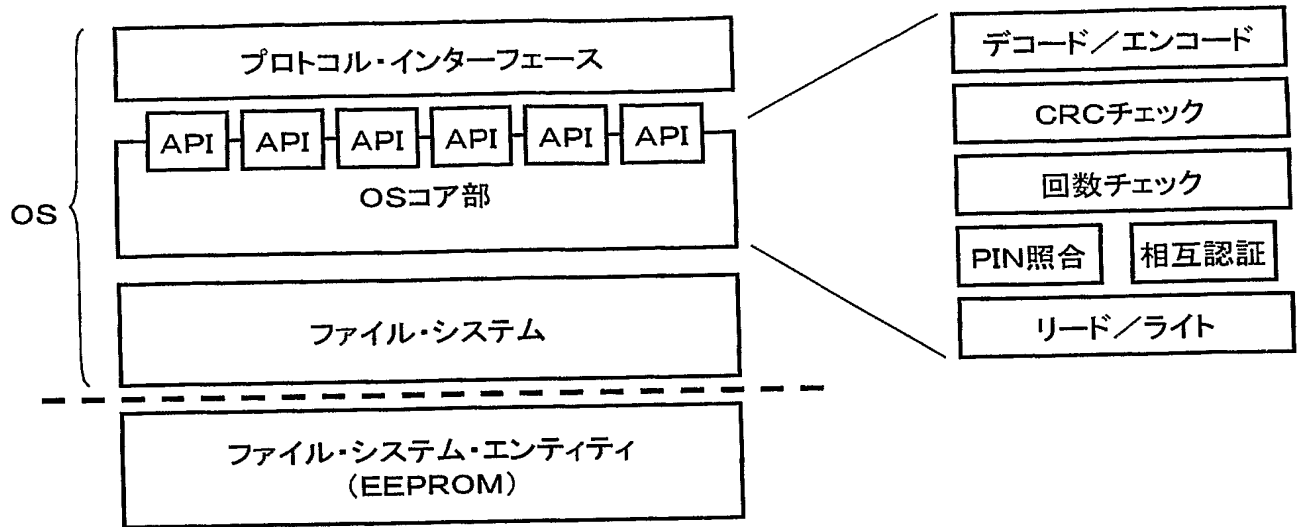 プロトコル・インターフェース
API API API API API API
OSコア部
OS
ファイル・システム
ファイル・システム・エンティティ
(EEPROM)
デコード／エンコード
CRCチェック
回数チェック
PIN照合 相互認証
リード／ライト